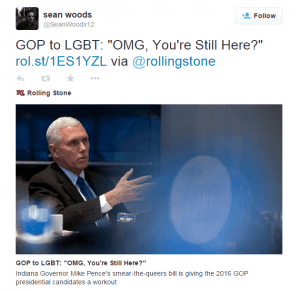 sean woods
@SeanWoods12
Follow
GOP to LGBT: "OMG, You're Still Here?"
rol.st/1ES1YZL via @rollingstone
Rolling Stone
GOP to LGBT: "OMG, You're Still Here?"
Indiana Governor Mike Pence's smear-the-queers bill is giving the 2016 GOP
presidential candidates a workout